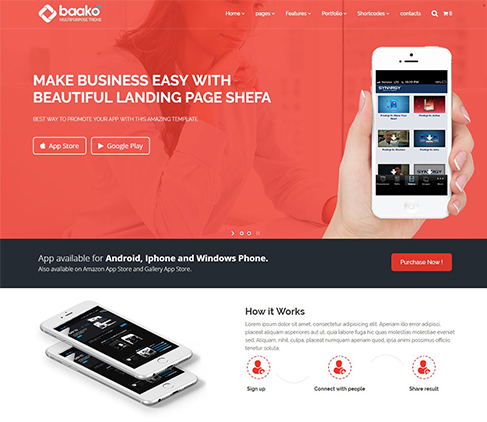 baako
MULTIPURPOSE THEME
Home pages Features Portfolio Shortcodes contacts 0
MAKE BUSINESS EASY WITH
BEAUTIFUL LANDING PAGE SHEFA
BEST WAY TO PROMOTE YOUR APP WITH THIS AMAZING TEMPLATE
App Store Google Play
SYNERGY
App available for Android, Iphone and Windows Phone.
Also available on Amazon App Store and Gallery App Store.
Purchase Now !
How it Works
Lorem ipsum dolor sit amet, consectetur adipisicing elit. Aperiam illo error adipisci,
placeat aliquam asperiores aut ut, quia corporis molestias molestiae eveniet sed.
Aliquam, nihil, culpa, placeat numquam aperiam quod, ipsa animi possimus officiis
tenetur soluta.
Sign up Connect with people Share result